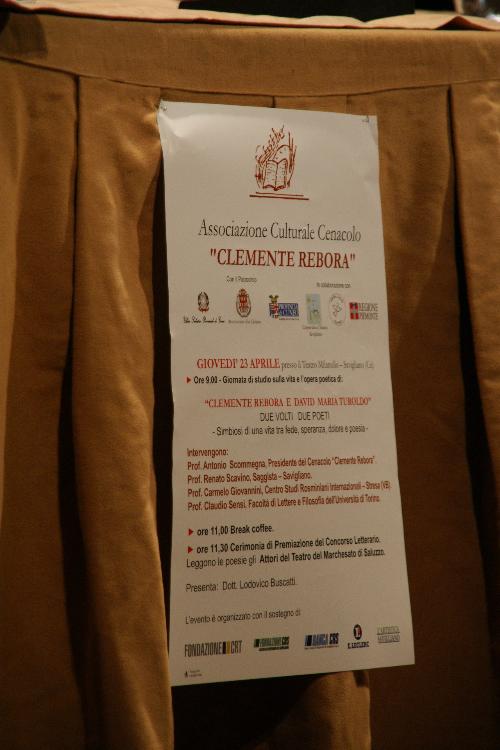 Associazione Culturale Cenacolo
"CLEMENTE REBORA"
Con il Patrocinio
In collaborazione con
REGIONE
PIEMONTE
GIOVEDI' 23 APRILE presso il Teatro Milanollo – Savigliano (Cn)
Ore 9,00 - Giornata di studio sulla vita e l'opera poetica di:
"CLEMENTE REBORA E DAVID MARIA TUROLDO"
DUE VOLTI DUE POETI
- Simbiosi di una vita tra fede, speranza, dolore e poesia -
Intervengono:
Prof. Antonio Scommegna, Presidente del Cenacolo "Clemente Rebora".
Prof. Renato Scavino, Saggista – Savigliano.
Prof. Carmelo Giovannini, Centro Studi Rosminiani Internazionali – Stresa (VB).
Prof. Claudio Sensi, Facoltà di Lettere e Filosofia dell'Università di Torino.
ore 11,00 Break coffee.
ore 11,30 Cerimonia di Premiazione del Concorso Letterario.
Leggono le poesie gli Attori del Teatro del Marchesato di Saluzzo.
Presenta: Dott. Lodovico Buscatti.
L'evento è organizzato con il sostegno di:
FONDAZIONE CRT
FONDAZIONE CRS
BANCA CRS
E.LECLERC
L'ARTISTICA